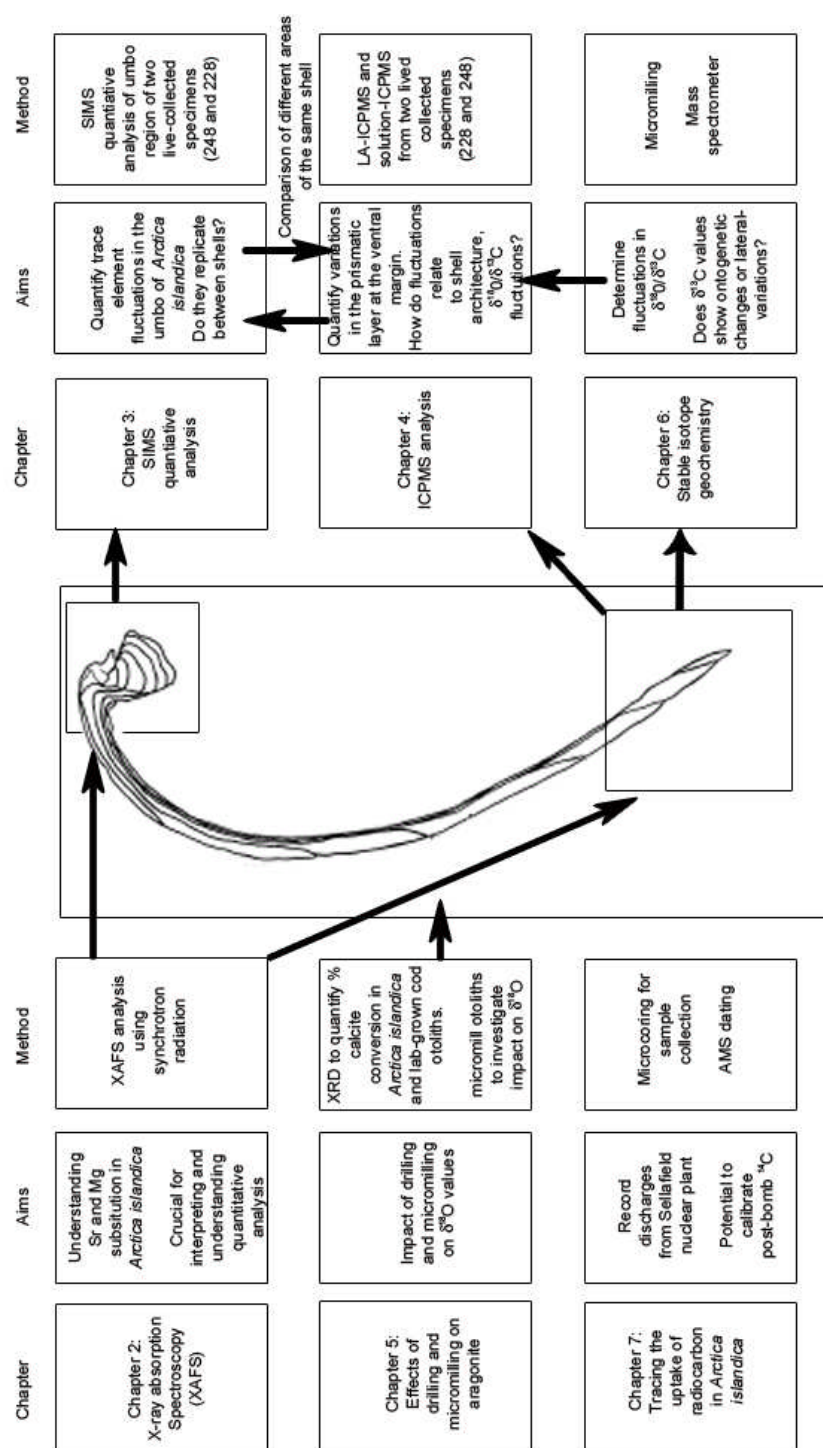 Chapter
Aims
Method
Chapter
Aims
Method
Chapter 2:
X-ray absorption
Spectroscopy
(XAFS)
Understanding
Sr and Mg
subsitution in
Arctica islandica
Crucial for
interpreting and
understanding
quantitative
analysis
XAFS analysis
using
synchrotron
radiation
Chapter 3:
SIMS
quantiative
analysis
Quantify trace
element
fluctuations in the
umbo of Arctica
islandica
Do they replicate
between shells?
SIMS
quantiative
analysis of umbo
region of two
live-collected
specimens
(248 and 228)
Comparison of different areas
of the same shell
Chapter 5:
Effects of
drilling and
micromilling on
aragonite
Impact of drilling
and micromilling
on δ¹⁸O values
XRD to quantify %
calcite
conversion in
Arctica islandica
and lab-grown cod
otoliths.
micromill otoliths
to investigate
impact on δ¹⁸O
Chapter 4:
ICPMS analysis
Quantify variations
in the prismatic
layer at the ventral
margin.
How do fluctuations
relate
to shell
architecture,
δ¹⁸0/δ¹³C
fluctutions?
LA-ICPMS and
solution-ICPMS
from two lived
collected
specimens
(228 and 248)
Chapter 7:
Tracing the
uptake of
radiocarbon
in Arctica
islandica
Record
discharges
from Sellafield
nuclear plant
Potential to
calibrate
post-bomb ¹⁴C
Microcoring for
sample
collection
AMS dating
Chapter 6:
Stable isotope
geochemistry
Determine
fluctuations in
δ¹⁸0/δ¹³C
Does δ¹³C values
show ontogenetic
changes or lateral-
variations?
Micromilling
Mass
spectrometer